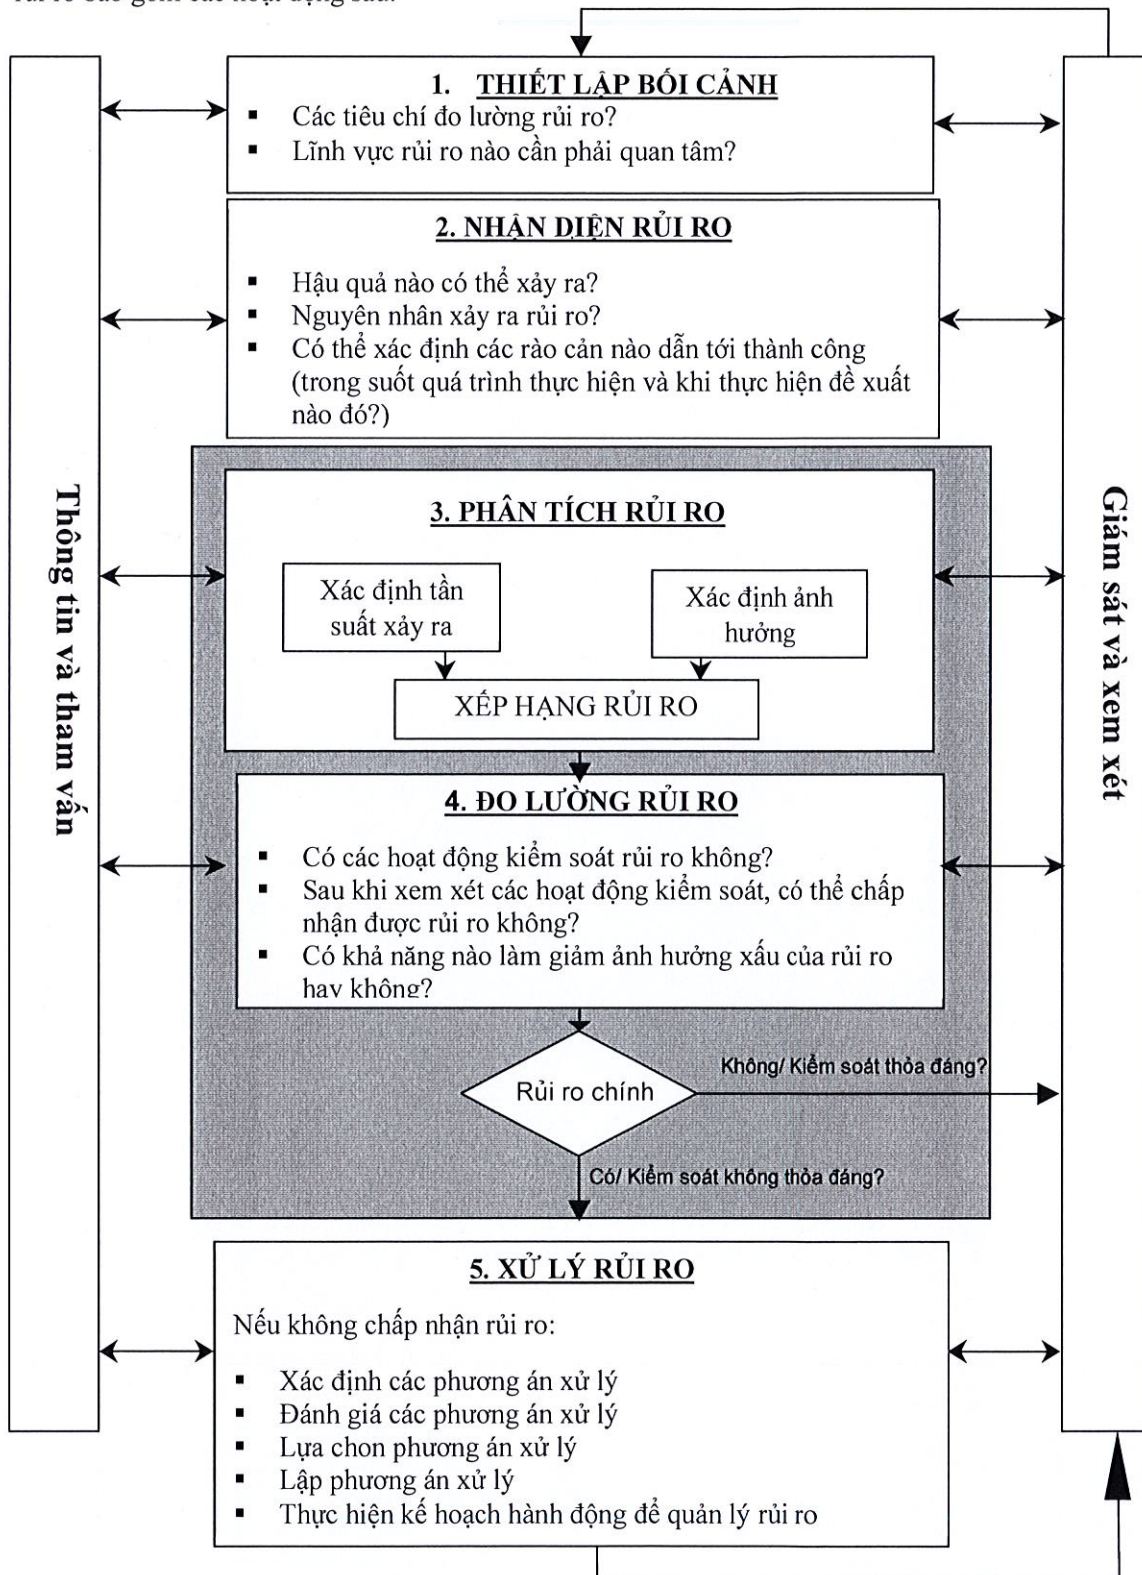 1. THIẾT LẬP BỐI CẢNH
▪ Các tiêu chí đo lường rủi ro?
▪ Lĩnh vực rủi ro nào cần phải quan tâm?
2. NHẬN DIỆN RỦI RO
▪ Hậu quả nào có thể xảy ra?
▪ Nguyên nhân xảy ra rủi ro?
▪ Có thể xác định các rào cản nào dẫn tới thành công
(trong suốt quá trình thực hiện và khi thực hiện đề xuất
nào đó?)
3. PHÂN TÍCH RỦI RO
Xác định tần
suất xảy ra
Xác định ảnh
hưởng
XẾP HẠNG RỦI RO
4. ĐO LƯỜNG RỦI RO
▪ Có các hoạt động kiểm soát rủi ro không?
▪ Sau khi xem xét các hoạt động kiểm soát, có thể chấp
nhận được rủi ro không?
▪ Có khả năng nào làm giảm ảnh hưởng xấu của rủi ro
hay không?
Rủi ro chính
Không/ Kiểm soát thỏa đáng?
Có/ Kiểm soát không thỏa đáng?
5. XỬ LÝ RỦI RO
Nếu không chấp nhận rủi ro:
▪ Xác định các phương án xử lý
▪ Đánh giá các phương án xử lý
▪ Lựa chon phương án xử lý
▪ Lập phương án xử lý
▪ Thực hiện kế hoạch hành động để quản lý rủi ro
Thông tin và tham vấn
Giám sát và xem xét